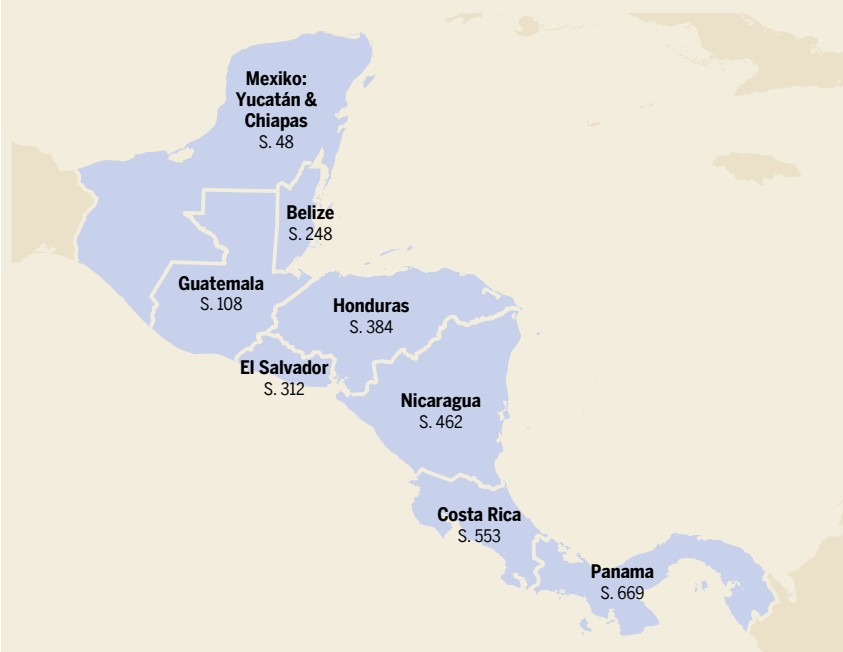 Mexiko:
Yucatán &
Chiapas
S. 48
Belize
S. 248
Guatemala
S. 108
Honduras
S. 384
El Salvador
S. 312
Nicaragua
S. 462
Costa Rica
S. 553
Panama
S. 669